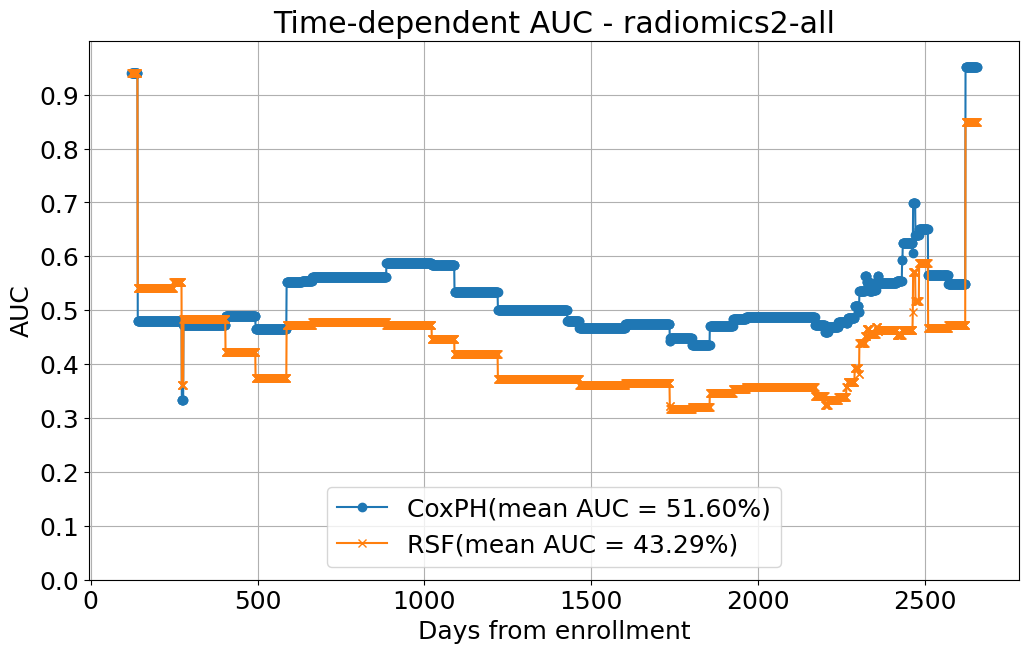 Time-dependent AUC - radiomics2-all
AUC
0.9
0.8
0.7
0.6
0.5
0.4
0.3
0.2
0.1
0.0
CoxPH(mean AUC = 51.60%)
RSF(mean AUC = 43.29%)
0 500 1000 1500 2000 2500
Days from enrollment